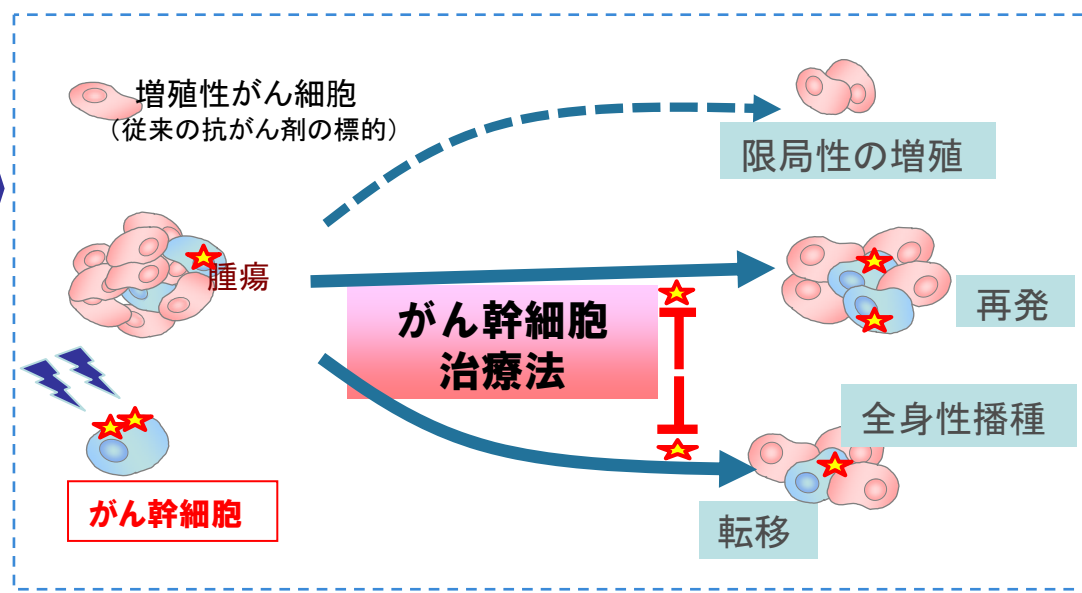 増殖性がん細胞
（従来の抗がん剤の標的）
限局性の増殖
腫瘍
がん幹細胞
治療法
再発
全身性播種
がん幹細胞
転移